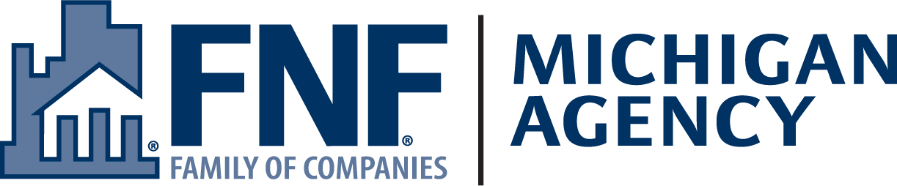 FNF®
FAMILY OF COMPANIES®
MICHIGAN
AGENCY